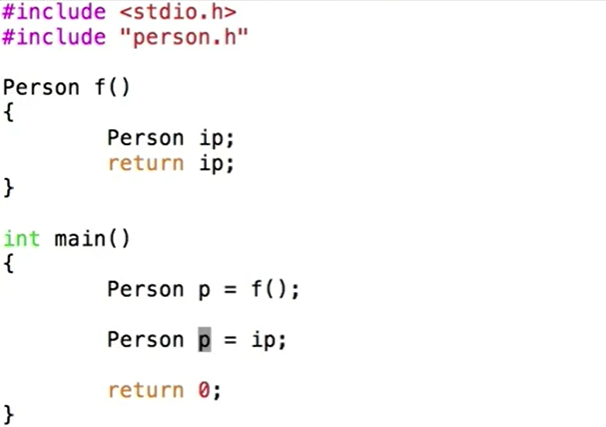 #include <stdio.h>
#include "person.h"
Person f()
{
Person ip;
return ip;
}
int main()
{
Person p = f();
Person p = ip;
return 0;
}